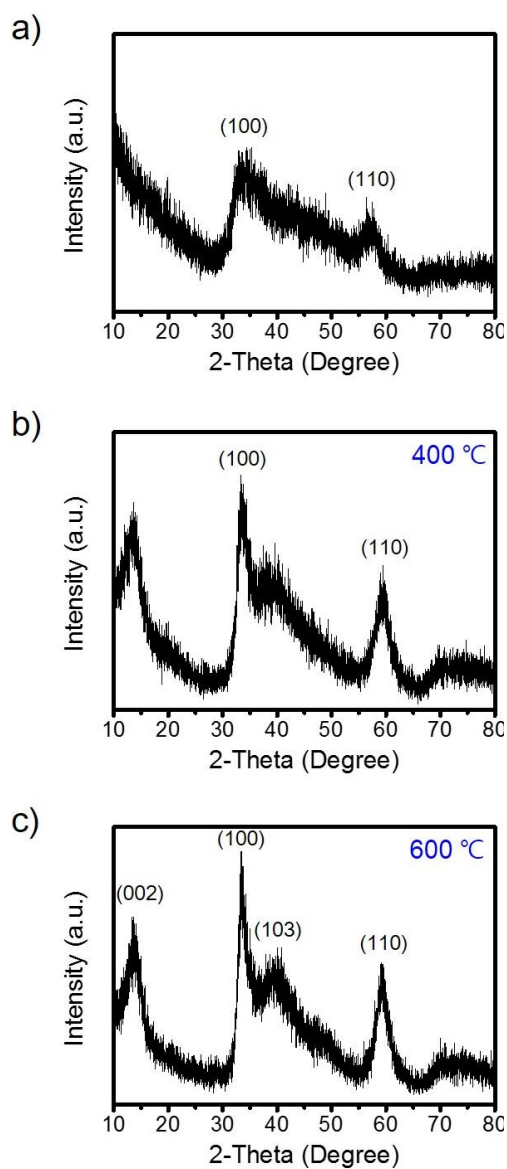 a)
(100)
(110)
Intensity (a.u.)
10 20 30 40 50 60 70 80
2-Theta (Degree)
b)
400 ℃
(100)
(110)
Intensity (a.u.)
10 20 30 40 50 60 70 80
2-Theta (Degree)
c)
(100)
600 ℃
(002)
(103)
(110)
Intensity (a.u.)
10 20 30 40 50 60 70 80
2-Theta (Degree)